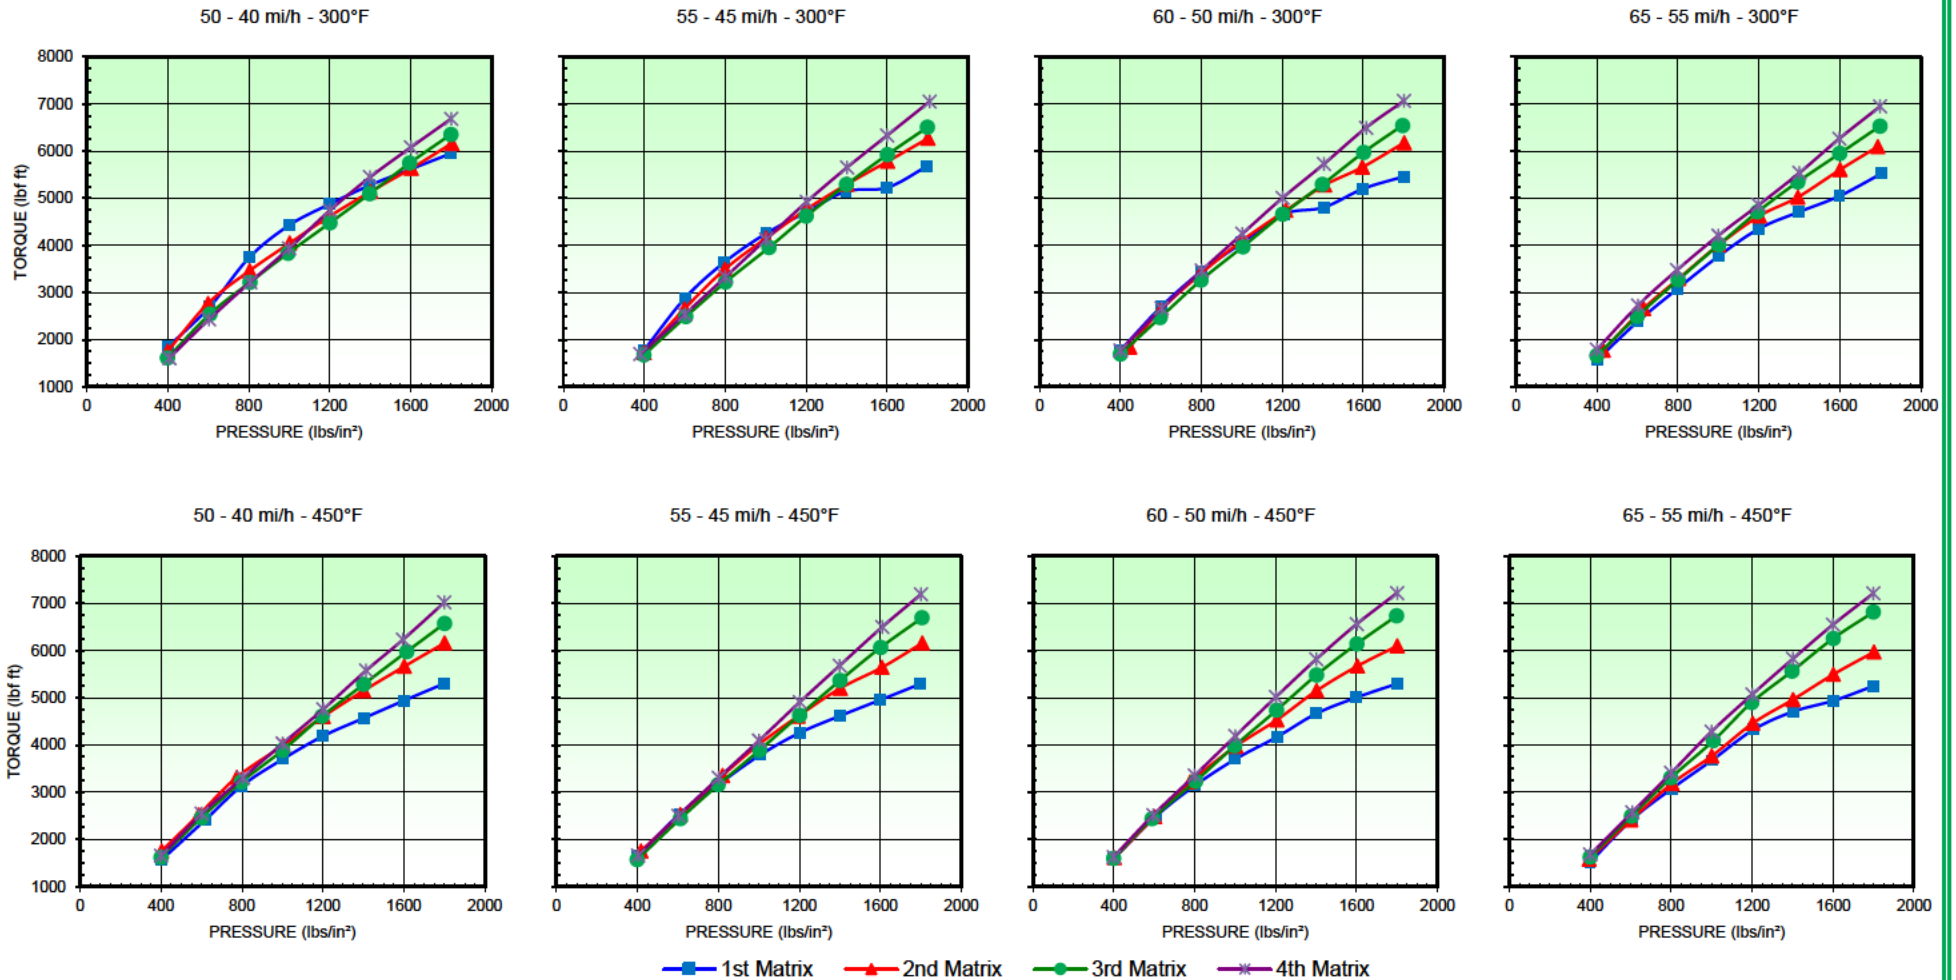 50 - 40 mi/h - 300°F
55 - 45 mi/h - 300°F
60 - 50 mi/h - 300°F
65 - 55 mi/h - 300°F
TORQUE (lbf ft)
8000
7000
6000
5000
4000
3000
2000
1000
0 400 800 1200 1600 2000
0 400 800 1200 1600 2000
0 400 800 1200 1600 2000
0 400 800 1200 1600 2000
PRESSURE (lbs/in²)
PRESSURE (lbs/in²)
PRESSURE (lbs/in²)
PRESSURE (lbs/in²)
50 - 40 mi/h - 450°F
55 - 45 mi/h - 450°F
60 - 50 mi/h - 450°F
65 - 55 mi/h - 450°F
TORQUE (lbf ft)
8000
7000
6000
5000
4000
3000
2000
1000
0 400 800 1200 1600 2000
0 400 800 1200 1600 2000
0 400 800 1200 1600 2000
0 400 800 1200 1600 2000
PRESSURE (lbs/in²)
PRESSURE (lbs/in²)
PRESSURE (lbs/in²)
PRESSURE (lbs/in²)
1st Matrix 2nd Matrix 3rd Matrix 4th Matrix